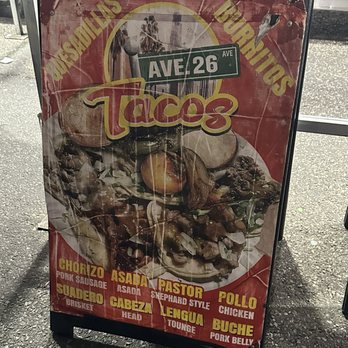 QUESADILLAS
BURRITOS
AVE. 26 AVE
Tacos
CHORIZO
PORK SAUSAGE
ASADA
ASADA
PASTOR
SHEPHARD STYLE
POLLO
CHICKEN
SUADERO
BRISKET
CABEZA
HEAD
LENGUA
TOUNGE
BUCHE
PORK BELLY